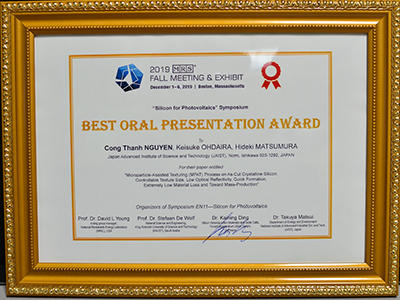 2019 MRS
FALL MEETING & EXHIBIT
December 1–6, 2019 | Boston, Massachusetts
"Silicon for Photovoltaics" Symposium
BEST ORAL PRESENTATION AWARD
To
Cong Thanh NGUYEN, Keisuke OHDAIRA, Hideki MATSUMURA
Japan Advanced Institute of Science and Technology (JAIST), Nomi, Ishikawa 923-1292, JAPAN
For their paper entitled
"Microparticle-Assisted Texturing (MPAT) Process on As-Cut Crystalline Silicon:
Controllable Texture Size, Low Optical Reflectivity, Quick Formation,
Extremely Low Material Loss and Toward Mass-Production"
Organizers of Symposium EN11—Silicon for Photovoltaics
Prof. Dr. David L. Young Prof. Dr. Stefaan De Wolf Dr. Kaining Ding Dr. Takuya Matsui